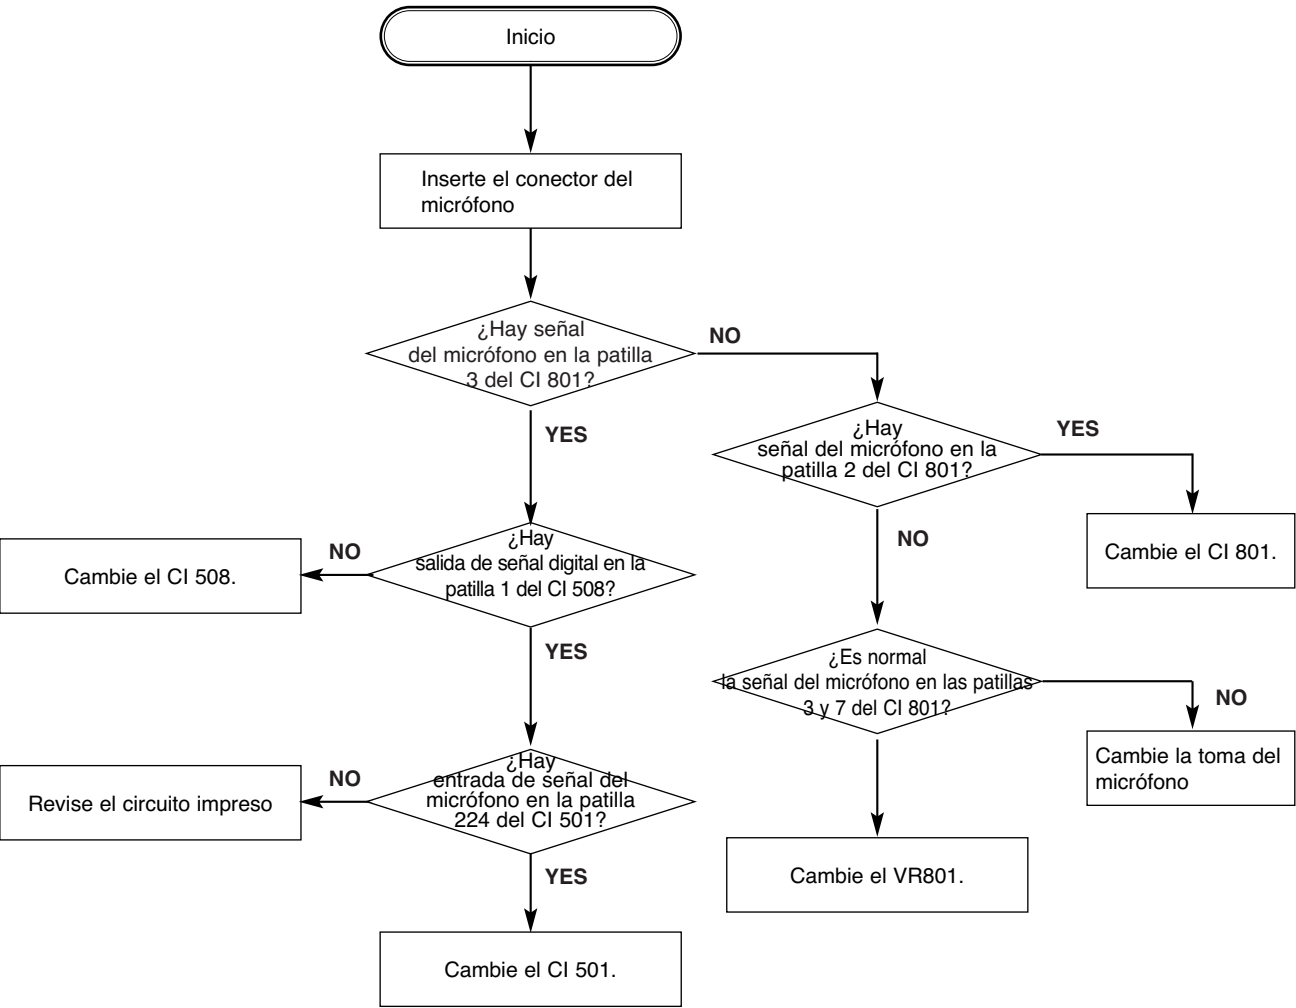 Inicio
Inserte el conector del
micrófono
¿Hay señal
del micrófono en la patilla
3 del CI 801?
NO
YES
¿Hay
señal del micrófono en la
patilla 2 del CI 801?
YES
NO
Cambie el CI 801.
¿Hay
salida de señal digital en la
patilla 1 del CI 508?
NO
Cambie el CI 508.
YES
¿Es normal
la señal del micrófono en las patillas
3 y 7 del CI 801?
NO
Cambie la toma del
micrófono
¿Hay
entrada de señal del
micrófono en la patilla
224 del CI 501?
NO
Revise el circuito impreso
YES
Cambie el VR801.
Cambie el CI 501.